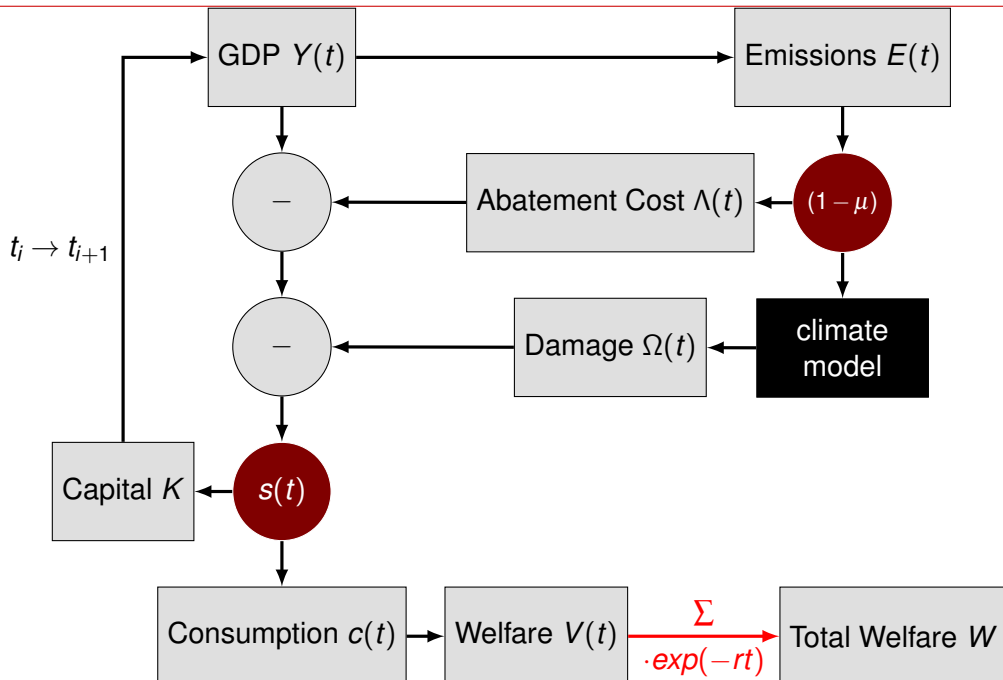 GDP Y(t)
Emissions E(t)
−
Abatement Cost Λ(t)
(1 − μ)
t_i → t_{i+1}
−
Damage Ω(t)
climate
model
Capital K
s(t)
Consumption c(t)
Welfare V(t)
Σ
·exp(−rt)
Total Welfare W